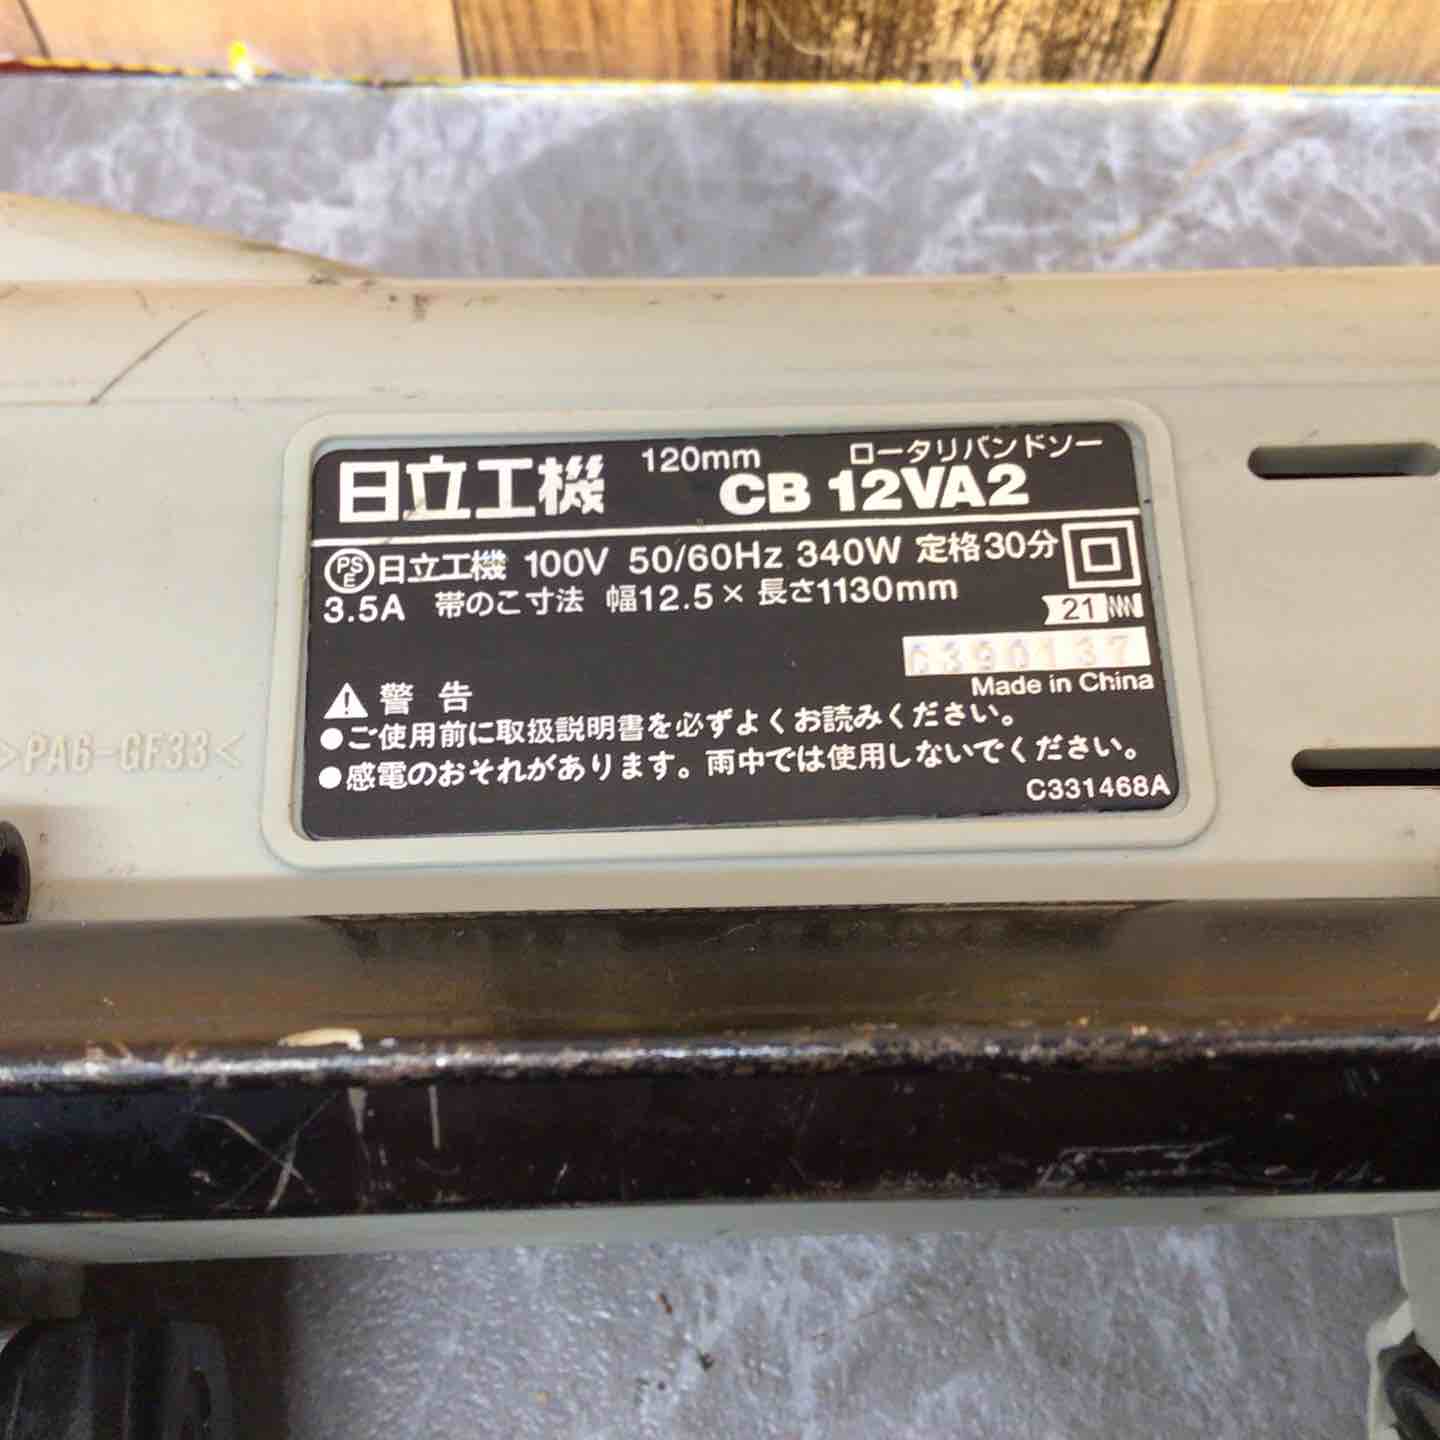 日立工機 120mm ロータリバンドソー
CB 12VA2
PSE 日立工機 100V 50/60Hz 340W 定格30分
3.5A 帯のこ寸法 幅12.5×長さ1130mm
21
C390137
Made in China
警告
●ご使用前に取扱説明書を必ずよくお読みください。
●感電のおそれがあります。雨中では使用しないでください。
C331468A
>PA6-GF33<